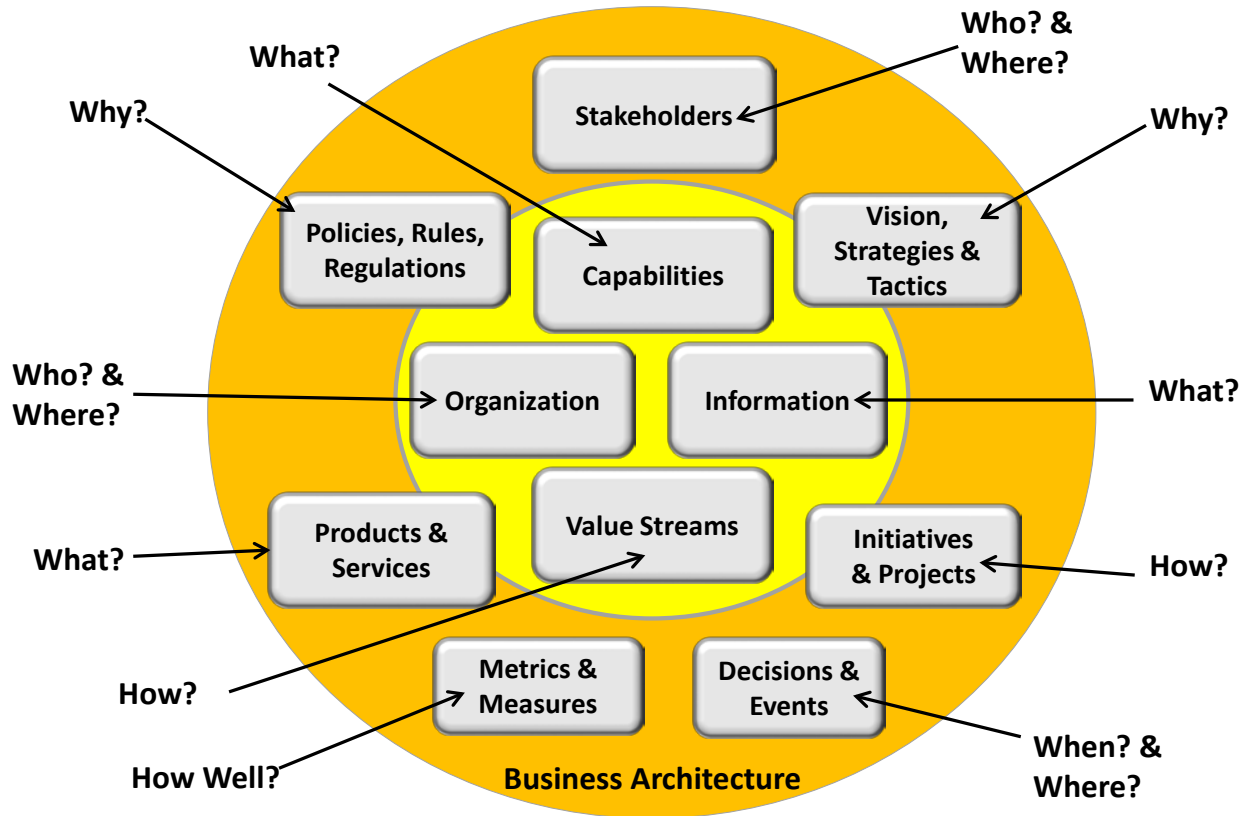 Who? &
Where?
What?
Why?
Stakeholders
Why?
Policies, Rules,
Regulations
Capabilities
Vision,
Strategies &
Tactics
Who? &
Where?
Organization
Information
What?
What?
Products &
Services
Value Streams
Initiatives
& Projects
How?
How?
Metrics &
Measures
Decisions &
Events
How Well?
Business Architecture
When? &
Where?